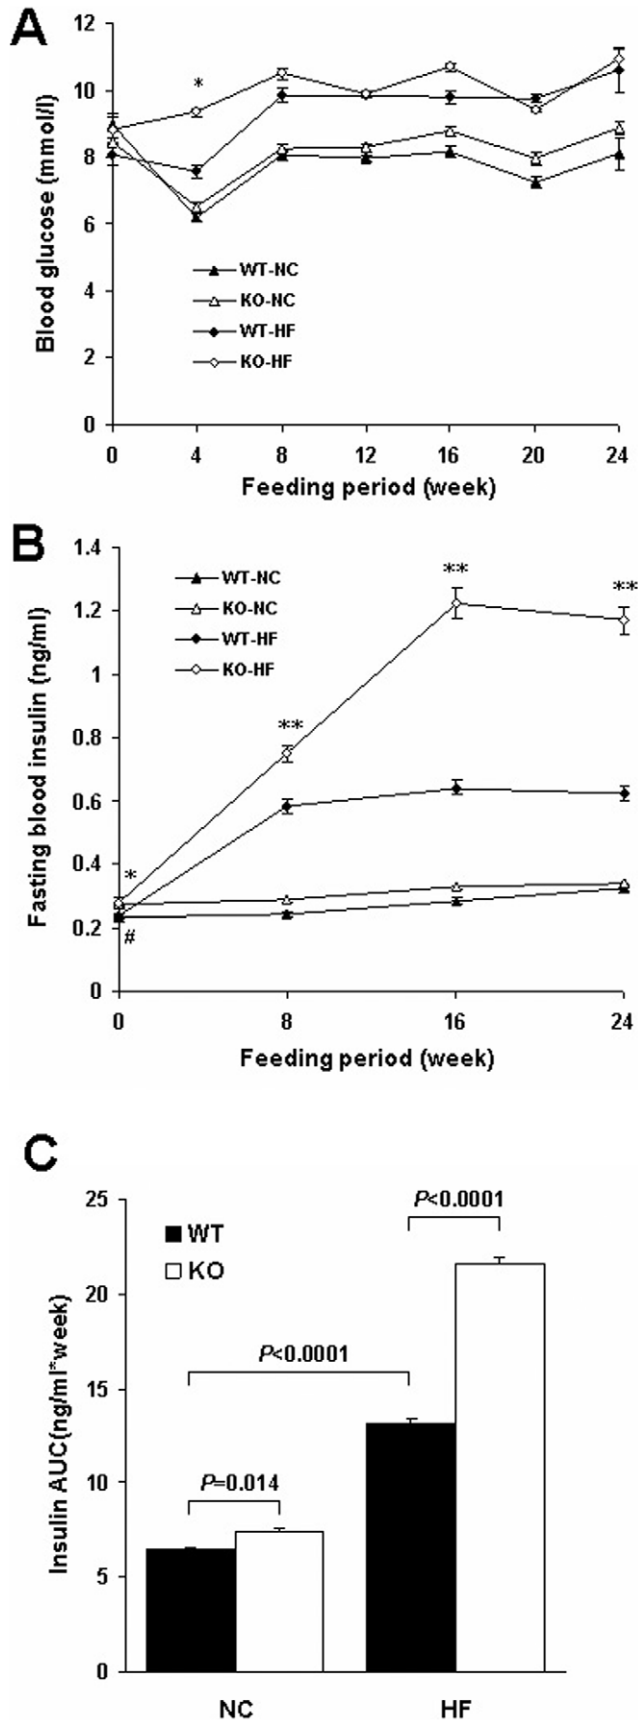 A
12
10
8
6
4
2
0
Blood glucose (mmol/l)
*
WT-NC
KO-NC
WT-HF
KO-HF
0 4 8 12 16 20 24
Feeding period (week)
B
1.4
1.2
1
0.8
0.6
0.4
0.2
0
Fasting blood insulin (ng/ml)
WT-NC
KO-NC
WT-HF
KO-HF
*
#
**
**
**
0 8 16 24
Feeding period (week)
C
25
20
15
10
5
0
Insulin AUC(ng/ml*week)
WT
KO
P<0.0001
P<0.0001
P=0.014
NC HF